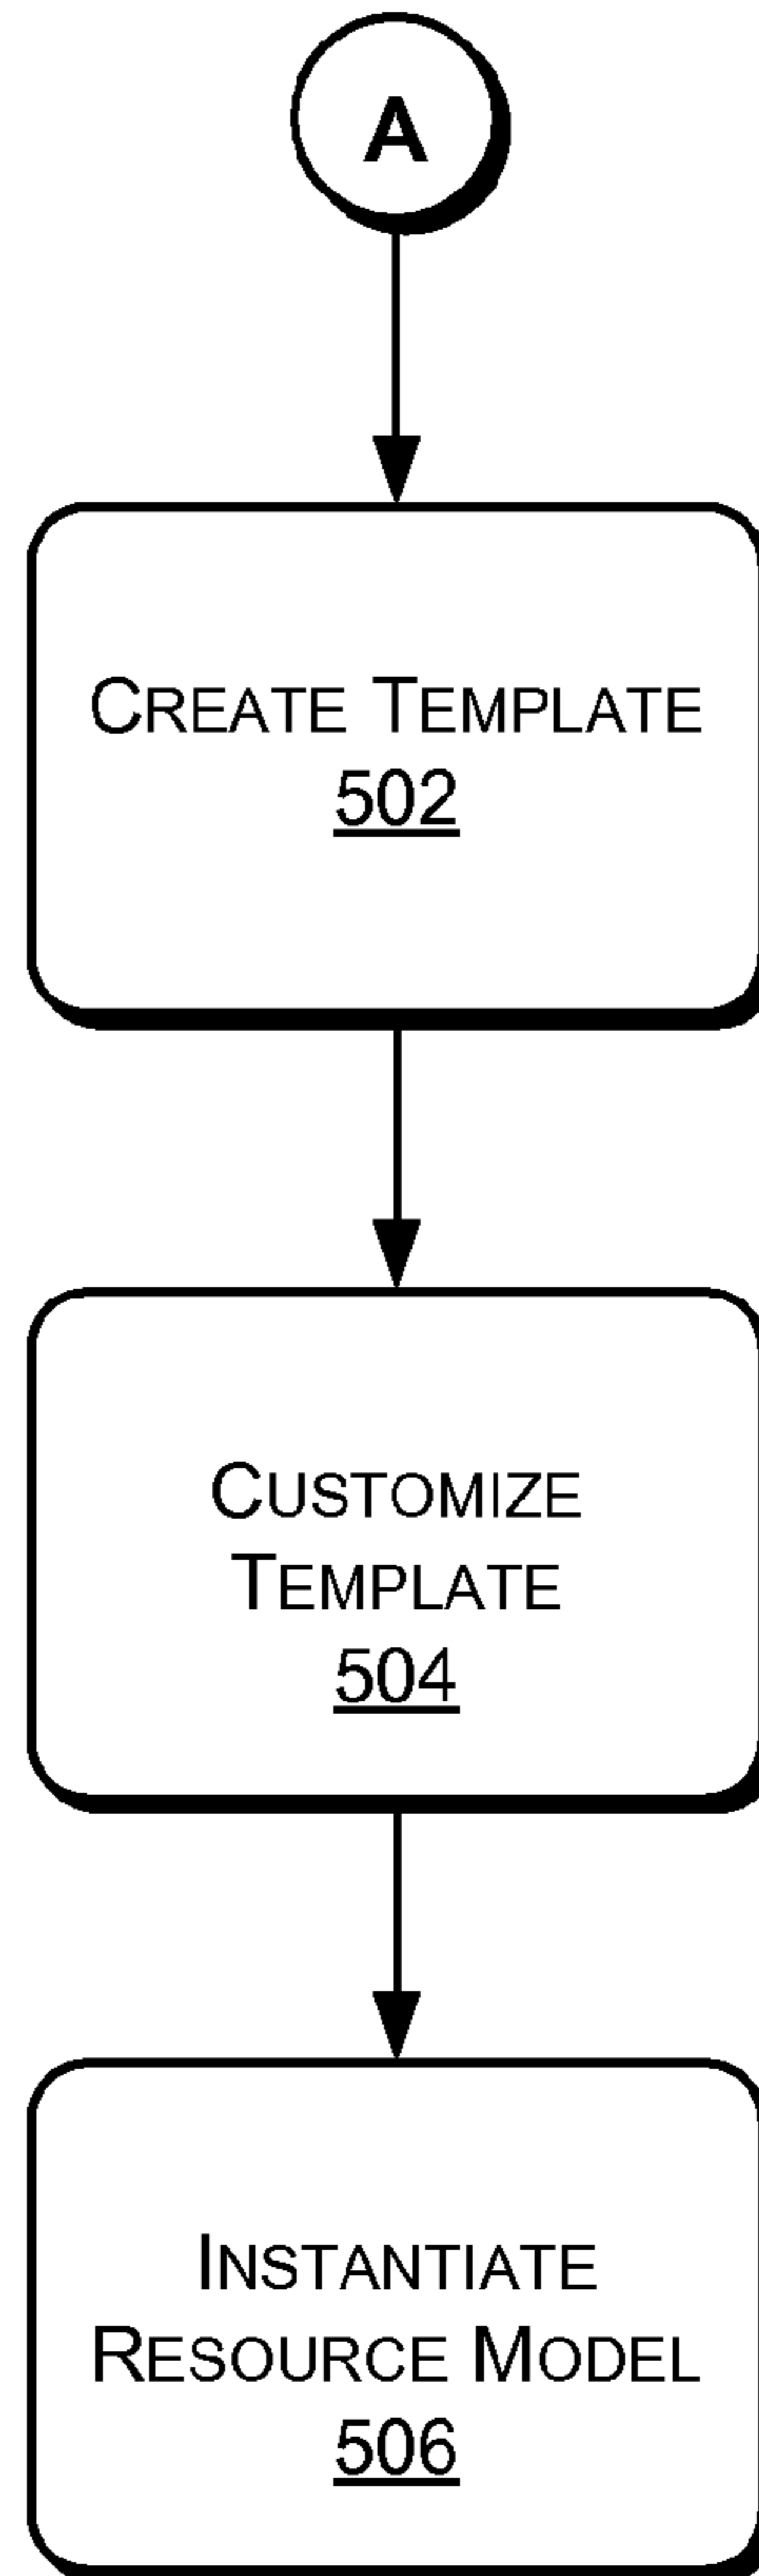 A
CREATE TEMPLATE
502
CUSTOMIZE
TEMPLATE
504
INSTANTIATE
RESOURCE MODEL
506